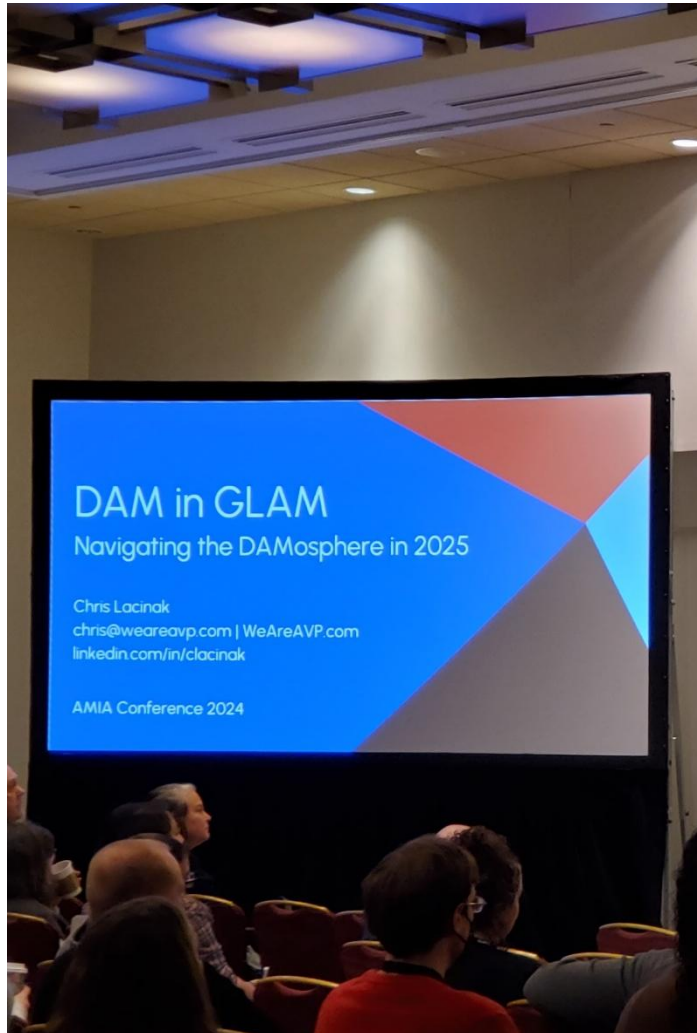 DAM in GLAM
Navigating the DAMosphere in 2025
Chris Lacinak
chris@weareavp.com | WeAreAVP.com
linkedin.com/in/clacinak
AMIA Conference 2024